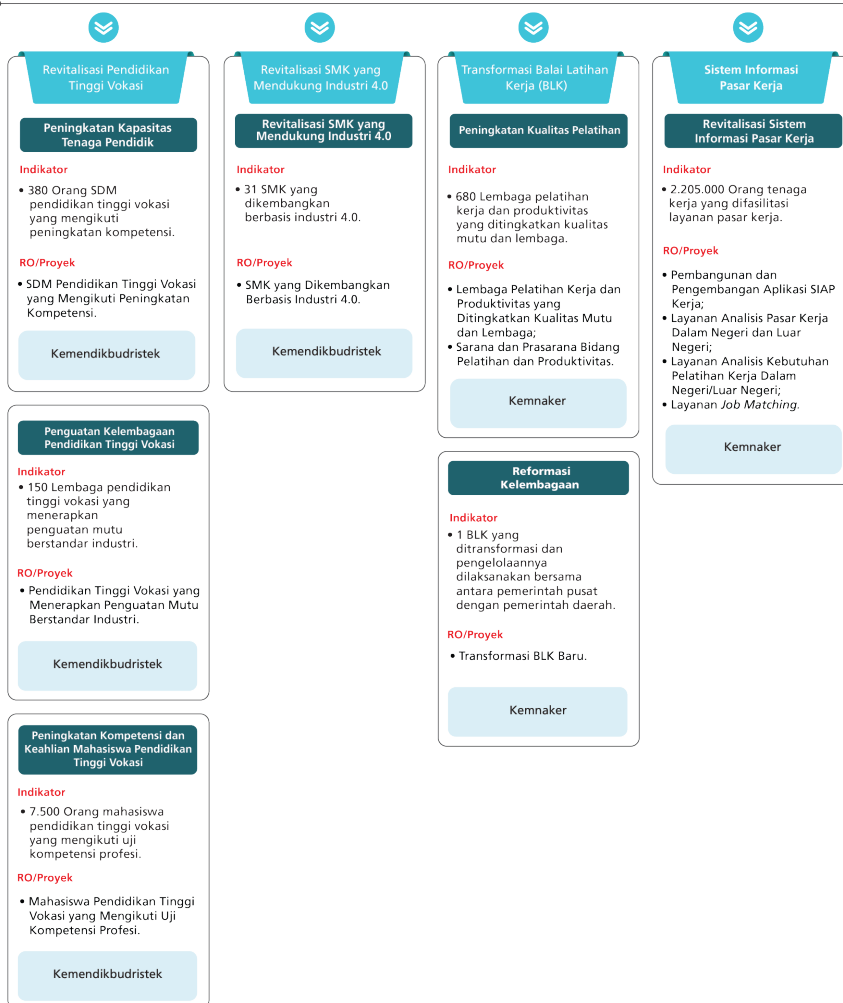 Revitalisasi Pendidikan
Tinggi Vokasi
Peningkatan Kapasitas
Tenaga Pendidik
Indikator
• 380 Orang SDM
pendidikan tinggi vokasi
yang mengikuti
peningkatan kompetensi.
RO/Proyek
• SDM Pendidikan Tinggi Vokasi
yang Mengikuti Peningkatan
Kompetensi.
Kemendikbudristek
Penguatan Kelembagaan
Pendidikan Tinggi Vokasi
Indikator
• 150 Lembaga pendidikan
tinggi vokasi yang
menerapkan
penguatan mutu
berstandar industri.
RO/Proyek
• Pendidikan Tinggi Vokasi yang
Menerapkan Penguatan Mutu
Berstandar Industri.
Kemendikbudristek
Peningkatan Kompetensi dan
Keahlian Mahasiswa Pendidikan
Tinggi Vokasi
Indikator
• 7.500 Orang mahasiswa
pendidikan tinggi vokasi
yang mengikuti uji
kompetensi profesi.
RO/Proyek
• Mahasiswa Pendidikan Tinggi
Vokasi yang Mengikuti Uji
Kompetensi Profesi.
Kemendikbudristek
Revitalisasi SMK yang
Mendukung Industri 4.0
Revitalisasi SMK yang
Mendukung Industri 4.0
Indikator
• 31 SMK yang
dikembangkan
berbasis industri 4.0.
RO/Proyek
• SMK yang Dikembangkan
Berbasis Industri 4.0.
Kemendikbudristek
Transformasi Balai Latihan
Kerja (BLK)
Peningkatan Kualitas Pelatihan
Indikator
• 680 Lembaga pelatihan
kerja dan produktivitas
yang ditingkatkan kualitas
mutu dan lembaga.
RO/Proyek
• Lembaga Pelatihan Kerja dan
Produktivitas yang
Ditingkatkan Kualitas Mutu
dan Lembaga;
• Sarana dan Prasarana Bidang
Pelatihan dan Produktivitas.
Kemnaker
Reformasi
Kelembagaan
Indikator
• 1 BLK yang
ditransformasi dan
pengelolaannya
dilaksanakan bersama
antara pemerintah pusat
dengan pemerintah daerah.
RO/Proyek
• Transformasi BLK Baru.
Kemnaker
Sistem Informasi
Pasar Kerja
Revitalisasi Sistem
Informasi Pasar Kerja
Indikator
• 2.205.000 Orang tenaga
kerja yang difasilitasi
layanan pasar kerja.
RO/Proyek
• Pembangunan dan
Pengembangan Aplikasi SIAP
Kerja;
• Layanan Analisis Pasar Kerja
Dalam Negeri dan Luar
Negeri;
• Layanan Analisis Kebutuhan
Pelatihan Kerja Dalam
Negeri/Luar Negeri;
• Layanan Job Matching.
Kemnaker